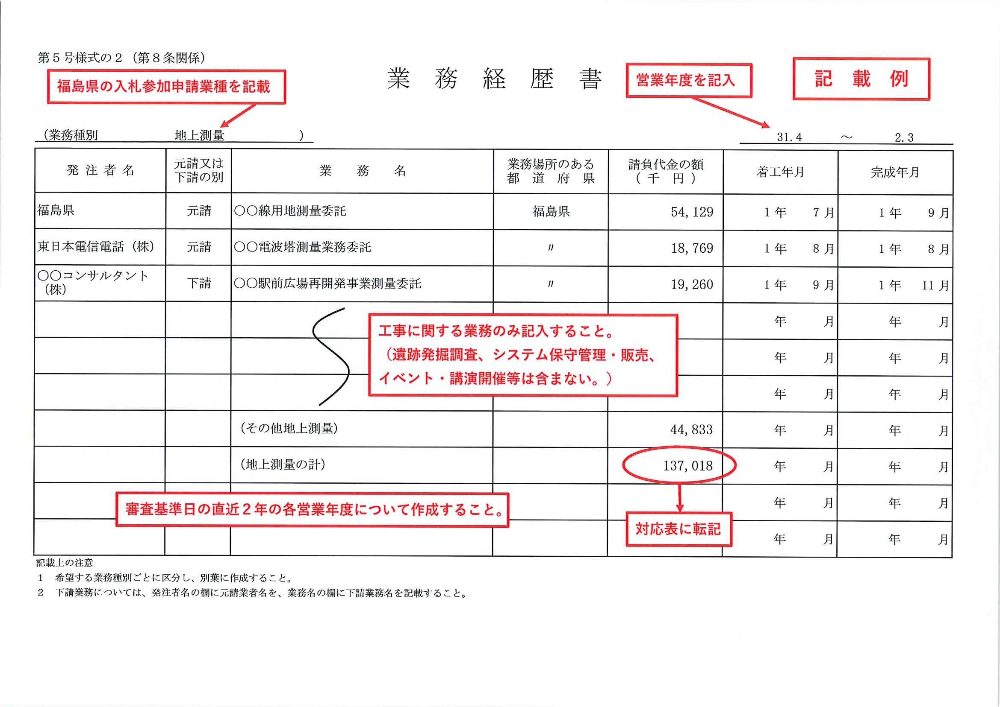 第５号様式の２（第８条関係）
福島県の入札参加申請業種を記載
業　務　経　歴　書
営業年度を記入
記　載　例
（業務種別　　　地上測量　　　）
31.4　～　2.3
発 注 者 名　元請又は下請の別　業　務　名　業務場所のある都 道 府 県　請負代金の額（ 千 円 ）　着工年月　完成年月
福島県　元請　○○線用地測量委託　福島県　54,129　1 年 7 月　1 年 9 月
東日本電信電話（株）　元請　○○電波塔測量業務委託　〃　18,769　1 年 8 月　1 年 8 月
○○コンサルタント（株）　下請　○○駅前広場再開発事業測量委託　〃　19,260　1 年 9 月　1 年 11 月
年　月　年　月
工事に関する業務のみ記入すること。
年　月　年　月
（遺跡発掘調査、システム保守管理・販売、
イベント・講演開催等は含まない。）
年　月　年　月
（その他地上測量）　44,833　年　月　年　月
（地上測量の計）　137,018　年　月　年　月
審査基準日の直近２年の各営業年度について作成すること。
年　月　年　月
対応表に転記
年　月　年　月
記載上の注意
1　希望する業務種別ごとに区分し、別葉に作成すること。
2　下請業務については、発注者名の欄に元請業者名を、業務名の欄に下請業務名を記載すること。